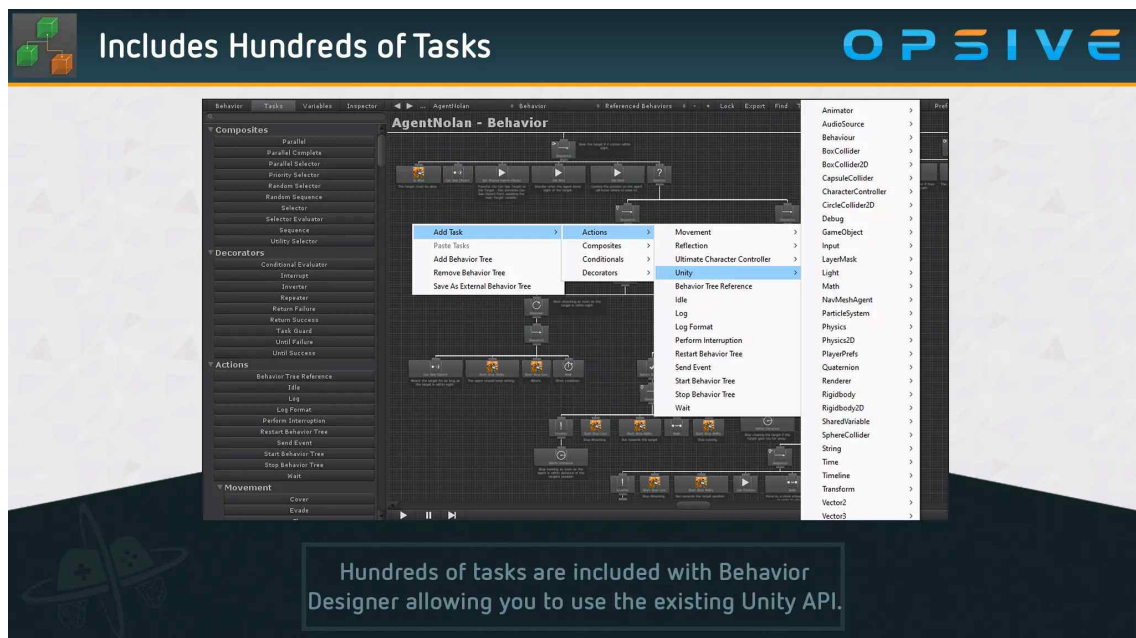 Includes Hundreds of Tasks
OPSIVE
Behavior Tasks Variables Inspector
AgentNolan Behavior Referenced Behaviors - + Lock Export Find
AgentNolan - Behavior
Composites
Parallel
Parallel Complete
Parallel Selector
Priority Selector
Random Selector
Random Sequence
Selector
Selector Evaluator
Sequence
Utility Selector
Decorators
Conditional Evaluator
Interrupt
Inverter
Repeater
Return Failure
Return Success
Task Guard
Until Failure
Until Success
Actions
Behavior Tree Reference
Idle
Log
Log Format
Perform Interruption
Restart Behavior Tree
Send Event
Start Behavior Tree
Stop Behavior Tree
Wait
Movement
Cover
Evade
Add Task
Paste Tasks
Add Behavior Tree
Remove Behavior Tree
Save As External Behavior Tree
Actions
Composites
Conditionals
Decorators
Movement
Reflection
Ultimate Character Controller
Unity
Behavior Tree Reference
Idle
Log
Log Format
Perform Interruption
Restart Behavior Tree
Send Event
Start Behavior Tree
Stop Behavior Tree
Wait
Animator
AudioSource
Behaviour
BoxCollider
BoxCollider2D
CapsuleCollider
CharacterController
CircleCollider2D
Debug
GameObject
Input
LayerMask
Light
Math
NavMeshAgent
ParticleSystem
Physics
Physics2D
PlayerPrefs
Quaternion
Renderer
Rigidbody
Rigidbody2D
SharedVariable
SphereCollider
String
Time
Timeline
Transform
Vector2
Vector3
Hundreds of tasks are included with Behavior
Designer allowing you to use the existing Unity API.